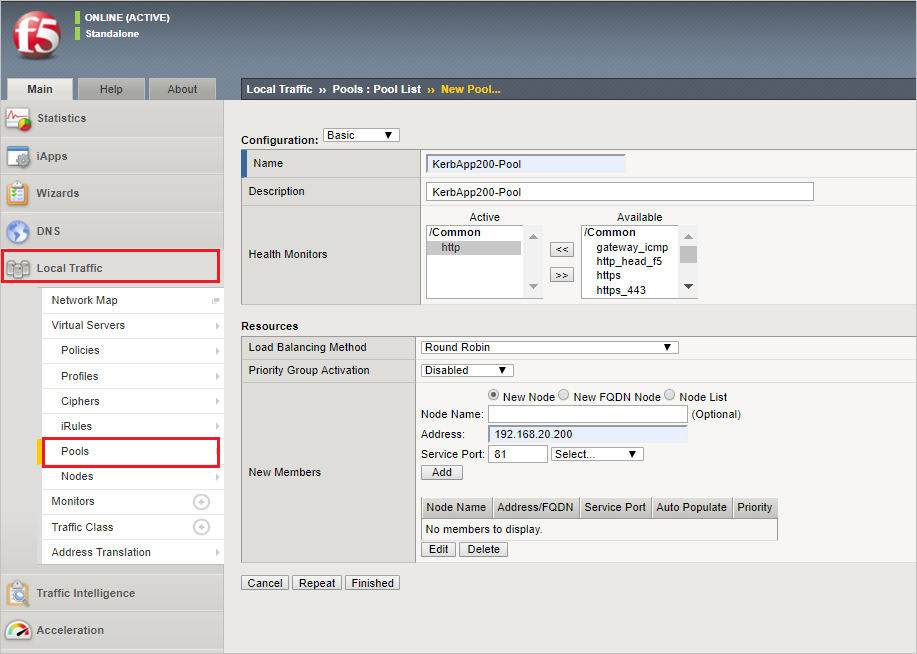 f5
ONLINE (ACTIVE)
Standalone
Main Help About
Local Traffic ›› Pools : Pool List ›› New Pool...
Statistics
iApps
Wizards
DNS
Local Traffic
Network Map
Virtual Servers
Policies
Profiles
Ciphers
iRules
Pools
Nodes
Monitors
Traffic Class
Address Translation
Traffic Intelligence
Acceleration
Configuration: Basic
Name KerbApp200-Pool
Description KerbApp200-Pool
Health Monitors
Active
/Common
http
<<
>>
Available
/Common
gateway_icmp
http_head_f5
https
https_443
Resources
Load Balancing Method Round Robin
Priority Group Activation Disabled
New Members
New Node New FQDN Node Node List
Node Name: (Optional)
Address: 192.168.20.200
Service Port: 81 Select...
Add
Node Name Address/FQDN Service Port Auto Populate Priority
No members to display.
Edit Delete
Cancel Repeat Finished